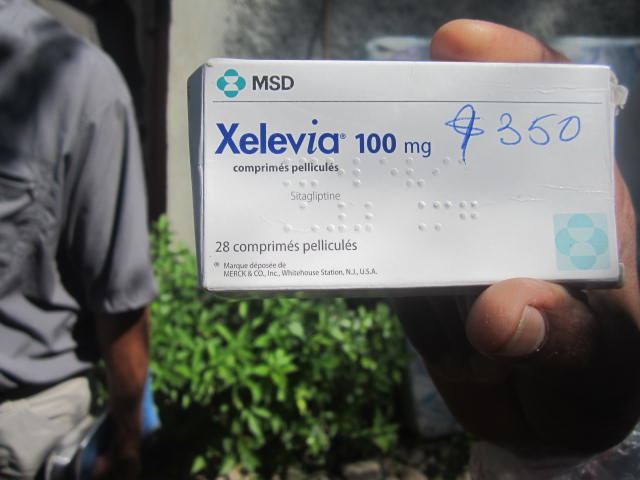 MSD
Xelevia® 100 mg
$ 350
comprimés pelliculés
Sitagliptine
28 comprimés pelliculés
® Marque déposée de
MERCK & CO., Inc., Whitehouse Station, N.J., U.S.A.